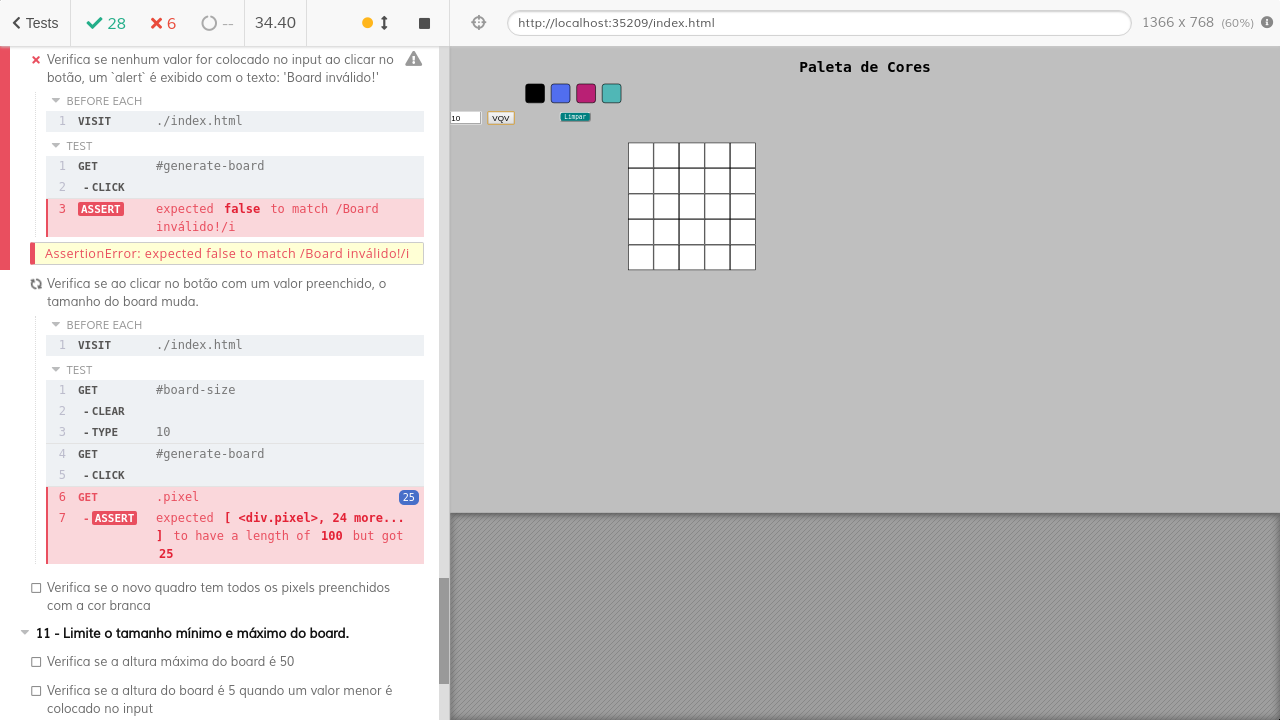 Tests 28 6 -- 34.40 http://localhost:35209/index.html 1366 x 768 (60%)
Verifica se nenhum valor for colocado no input ao clicar no
botão, um `alert` é exibido com o texto: 'Board inválido!'
BEFORE EACH
1 VISIT ./index.html
TEST
1 GET #generate-board
2 -CLICK
3 ASSERT expected false to match /Board
inválido!/i
AssertionError: expected false to match /Board inválido!/i
Verifica se ao clicar no botão com um valor preenchido, o
tamanho do board muda.
BEFORE EACH
1 VISIT ./index.html
TEST
1 GET #board-size
2 -CLEAR
3 -TYPE 10
4 GET #generate-board
5 -CLICK
6 GET .pixel 25
7 -ASSERT expected [ <div.pixel>, 24 more...
] to have a length of 100 but got
25
Verifica se o novo quadro tem todos os pixels preenchidos
com a cor branca
11 - Limite o tamanho mínimo e máximo do board.
Verifica se a altura máxima do board é 50
Verifica se a altura do board é 5 quando um valor menor é
colocado no input
Paleta de Cores
10 VQV Limpar